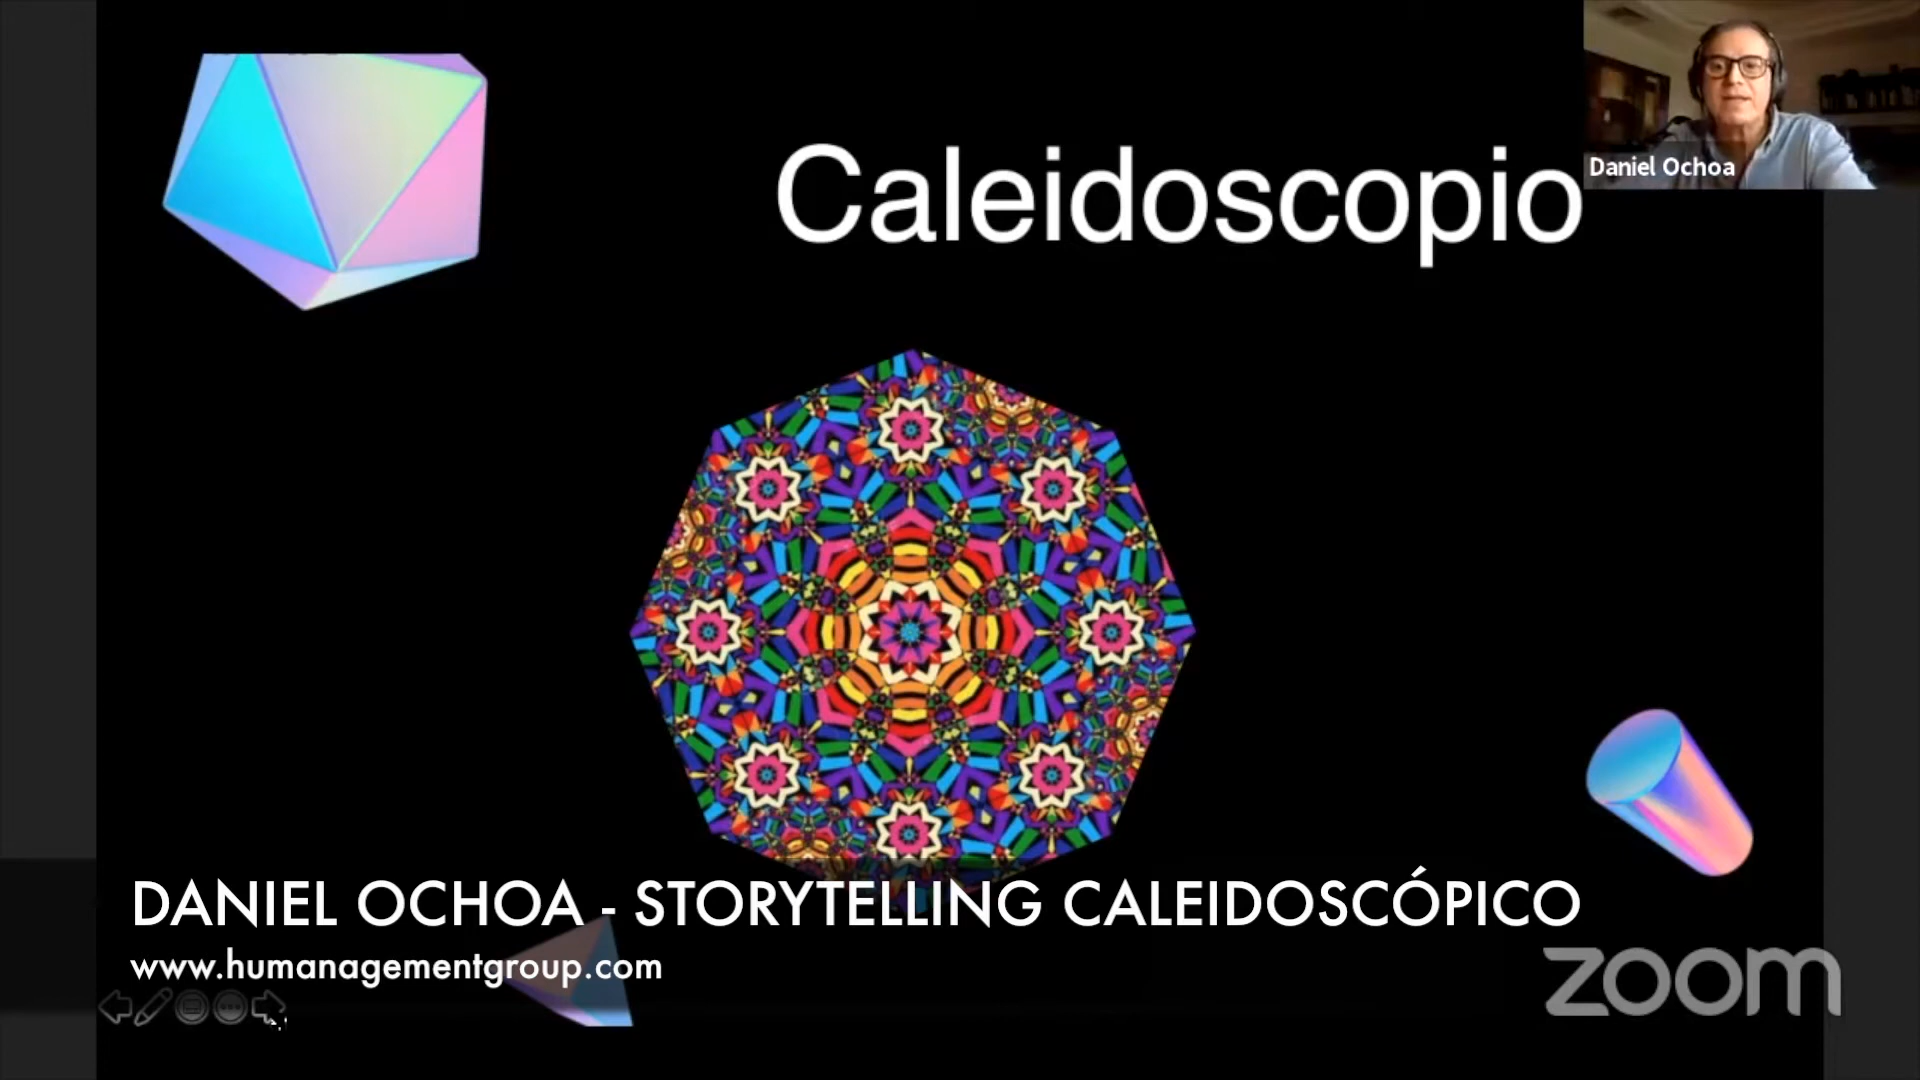 Caleidoscopio
Daniel Ochoa
DANIEL OCHOA - STORYTELLING CALEIDOSCÓPICO
www.humanagementgroup.com
zoom